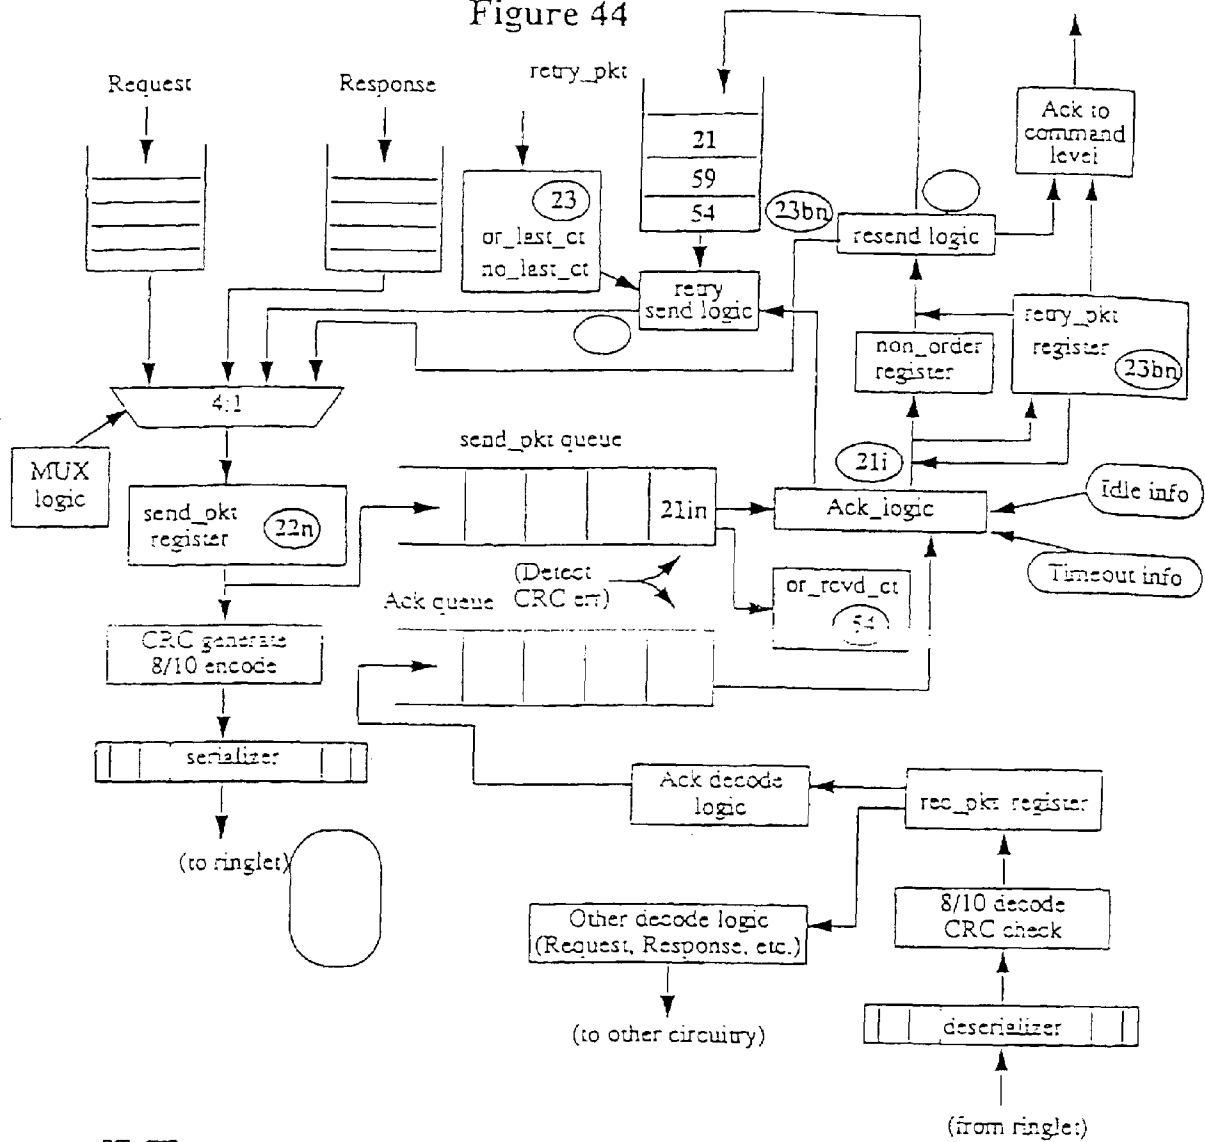 Figure 44
Request
Response
retry_pkt
21
59
54
23
or_last_ct
no_last_ct
Ack to
command
level
23bn
resend logic
retry
send logic
retry_pkt
register
23bn
non_order
register
4:1
MUX
logic
send_pkt
register
22n
send_pkt queue
21in
21i
Ack_logic
Idle info
Timeout info
(Detect
CRC err)
or_rcvd_ct
54
Ack queue
CRC generate
8/10 encode
serializer
(to ringlet)
Ack decode
logic
rec_pkt register
Other decode logic
(Request, Response, etc.)
(to other circuitry)
8/10 decode
CRC check
deserializer
(from ringlet)